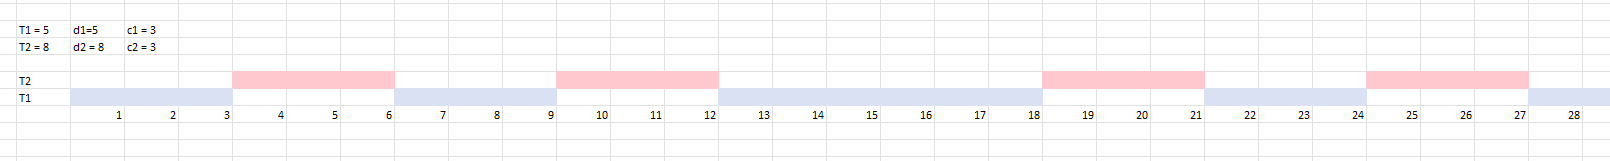 T1 = 5 d1=5 c1 = 3
T2 = 8 d2 = 8 c2 = 3
T2
T1
1 2 3 4 5 6 7 8 9 10 11 12 13 14 15 16 17 18 19 20 21 22 23 24 25 26 27 28